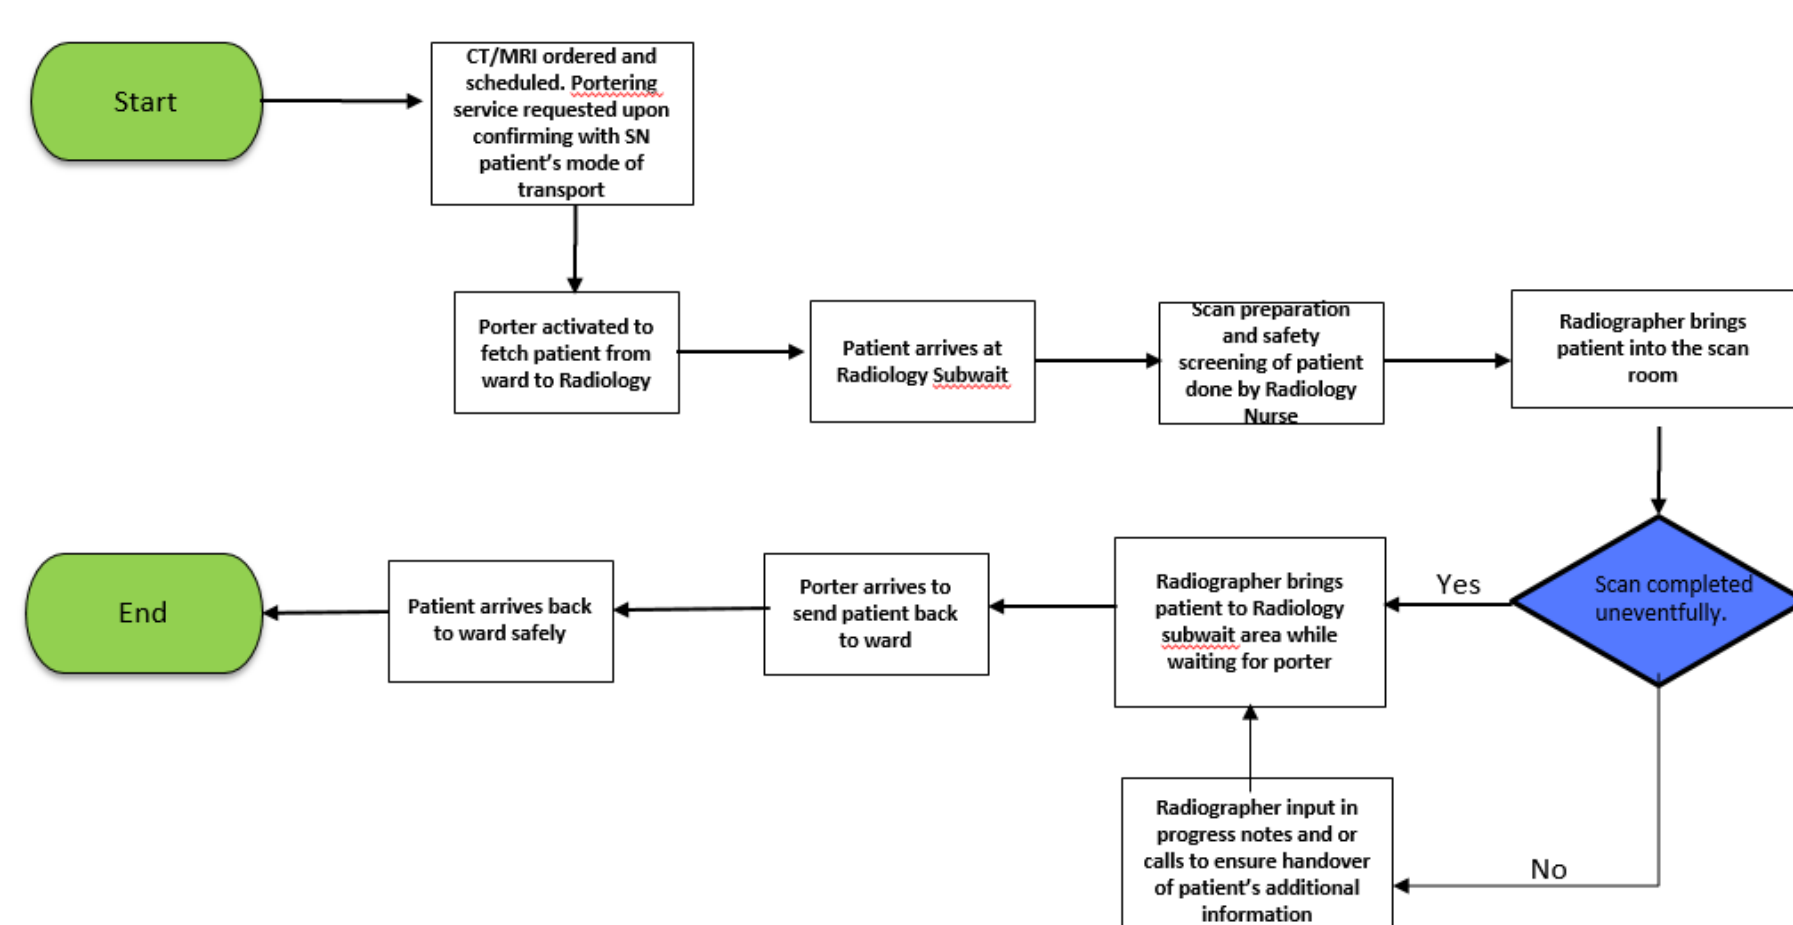 Start
CT/MRI ordered and
scheduled. Portering
service requested upon
confirming with SN
patient's mode of
transport
Porter activated to
fetch patient from
ward to Radiology
Patient arrives at
Radiology Subwait
Scan preparation
and safety
screening of patient
done by Radiology
Nurse
Radiographer brings
patient into the scan
room
Scan completed
uneventfully.
Yes
Radiographer brings
patient to Radiology
subwait area while
waiting for porter
Porter arrives to
send patient back
to ward
Patient arrives back
to ward safely
End
No
Radiographer input in
progress notes and or
calls to ensure handover
of patient's additional
information